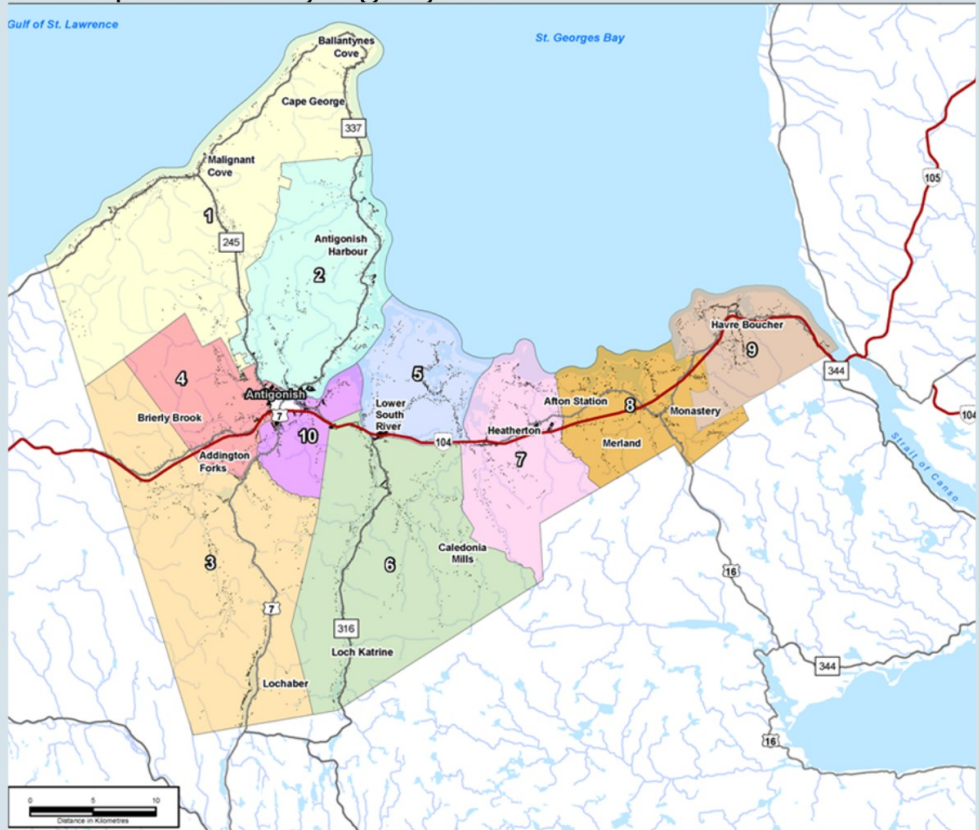 Gulf of St. Lawrence
St. Georges Bay
Ballantynes
Cove
Cape George
337
Malignant
Cove
105
1
245
Antigonish
Harbour
2
Havre Boucher
9
344
4
5
Antigonish
7
Afton Station
8
Monastery
104
Brierly Brook
Lower
South
River
10
Heatherton
104
Merland
Addington
Forks
7
Strait of Canso
3
6
Caledonia
Mills
16
7
316
Loch Katrine
344
Lochaber
16
0 5 10
Distance in Kilometres